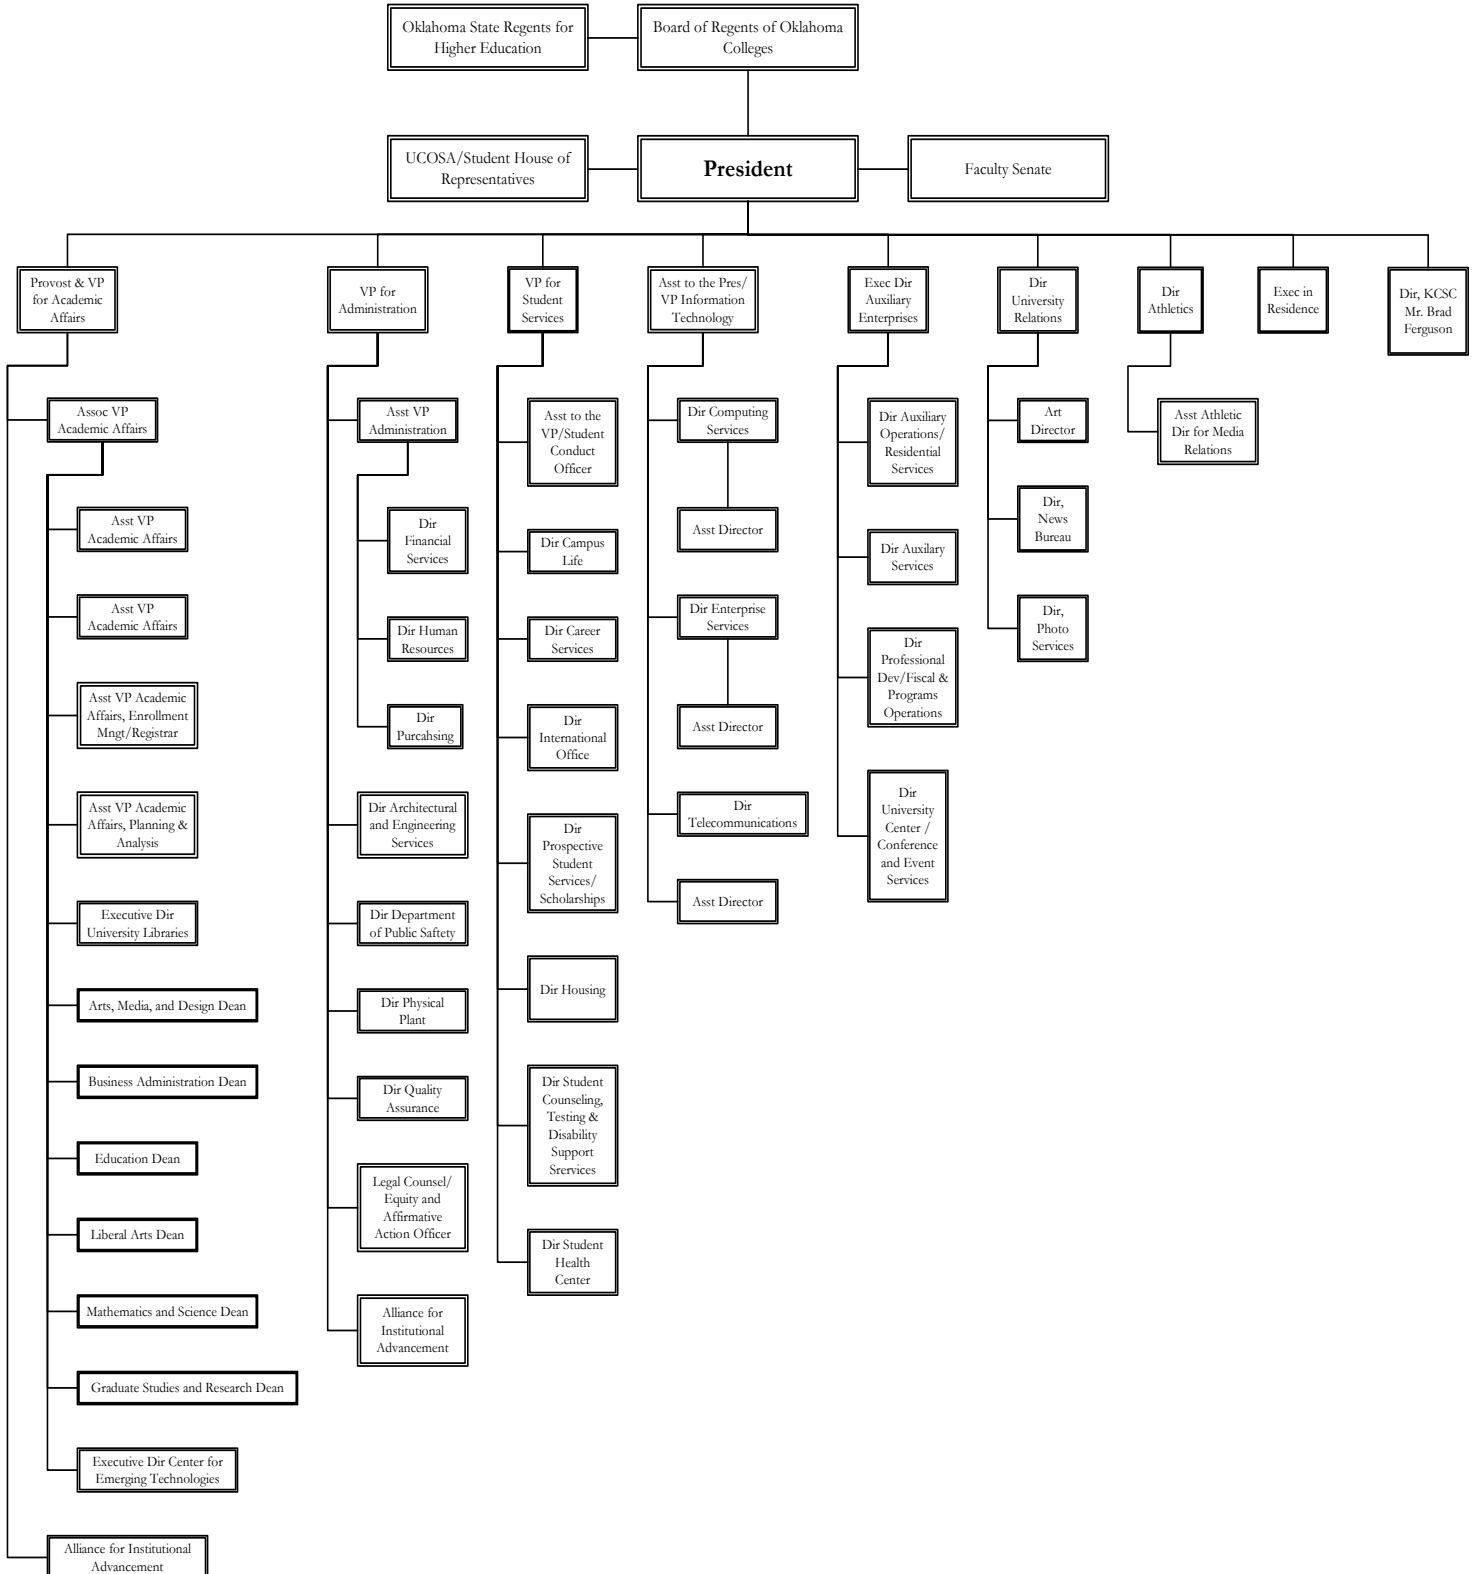 Oklahoma State Regents for
Higher Education
Board of Regents of Oklahoma
Colleges
UCOSA/Student House of
Representatives
President
Faculty Senate
Provost & VP
for Academic
Affairs
VP for
Administration
VP for
Student
Services
Asst to the Pres/
VP Information
Technology
Exec Dir
Auxiliary
Enterprises
Dir
University
Relations
Dir
Athletics
Exec in
Residence
Dir, KCSC
Mr. Brad
Ferguson
Assoc VP
Academic Affairs
Asst VP
Academic Affairs
Asst VP
Academic Affairs
Asst VP Academic
Affairs, Enrollment
Mngt/Registrar
Asst VP Academic
Affairs, Planning &
Analysis
Executive Dir
University Libraries
Arts, Media, and Design Dean
Business Administration Dean
Education Dean
Liberal Arts Dean
Mathematics and Science Dean
Graduate Studies and Research Dean
Executive Dir Center for
Emerging Technologies
Alliance for Institutional
Advancement
Asst VP
Administration
Dir
Financial
Services
Dir Human
Resources
Dir
Purcahsing
Dir Architectural
and Engineering
Services
Dir Department
of Public Saftety
Dir Physical
Plant
Dir Quality
Assurance
Legal Counsel/
Equity and
Affirmative
Action Officer
Alliance for
Institutional
Advancement
Asst to the
VP/Student
Conduct
Officer
Dir Campus
Life
Dir Career
Services
Dir
International
Office
Dir
Prospective
Student
Services/
Scholarships
Dir Housing
Dir Student
Counseling,
Testing &
Disability
Support
Srervices
Dir Student
Health
Center
Dir Computing
Services
Asst Director
Dir Enterprise
Services
Asst Director
Dir
Telecommunications
Asst Director
Dir Auxiliary
Operations/
Residential
Services
Dir Auxilary
Services
Dir
Professional
Dev/Fiscal &
Programs
Operations
Dir
University
Center /
Conference
and Event
Services
Art
Director
Dir,
News
Bureau
Dir,
Photo
Services
Asst Athletic
Dir for Media
Relations